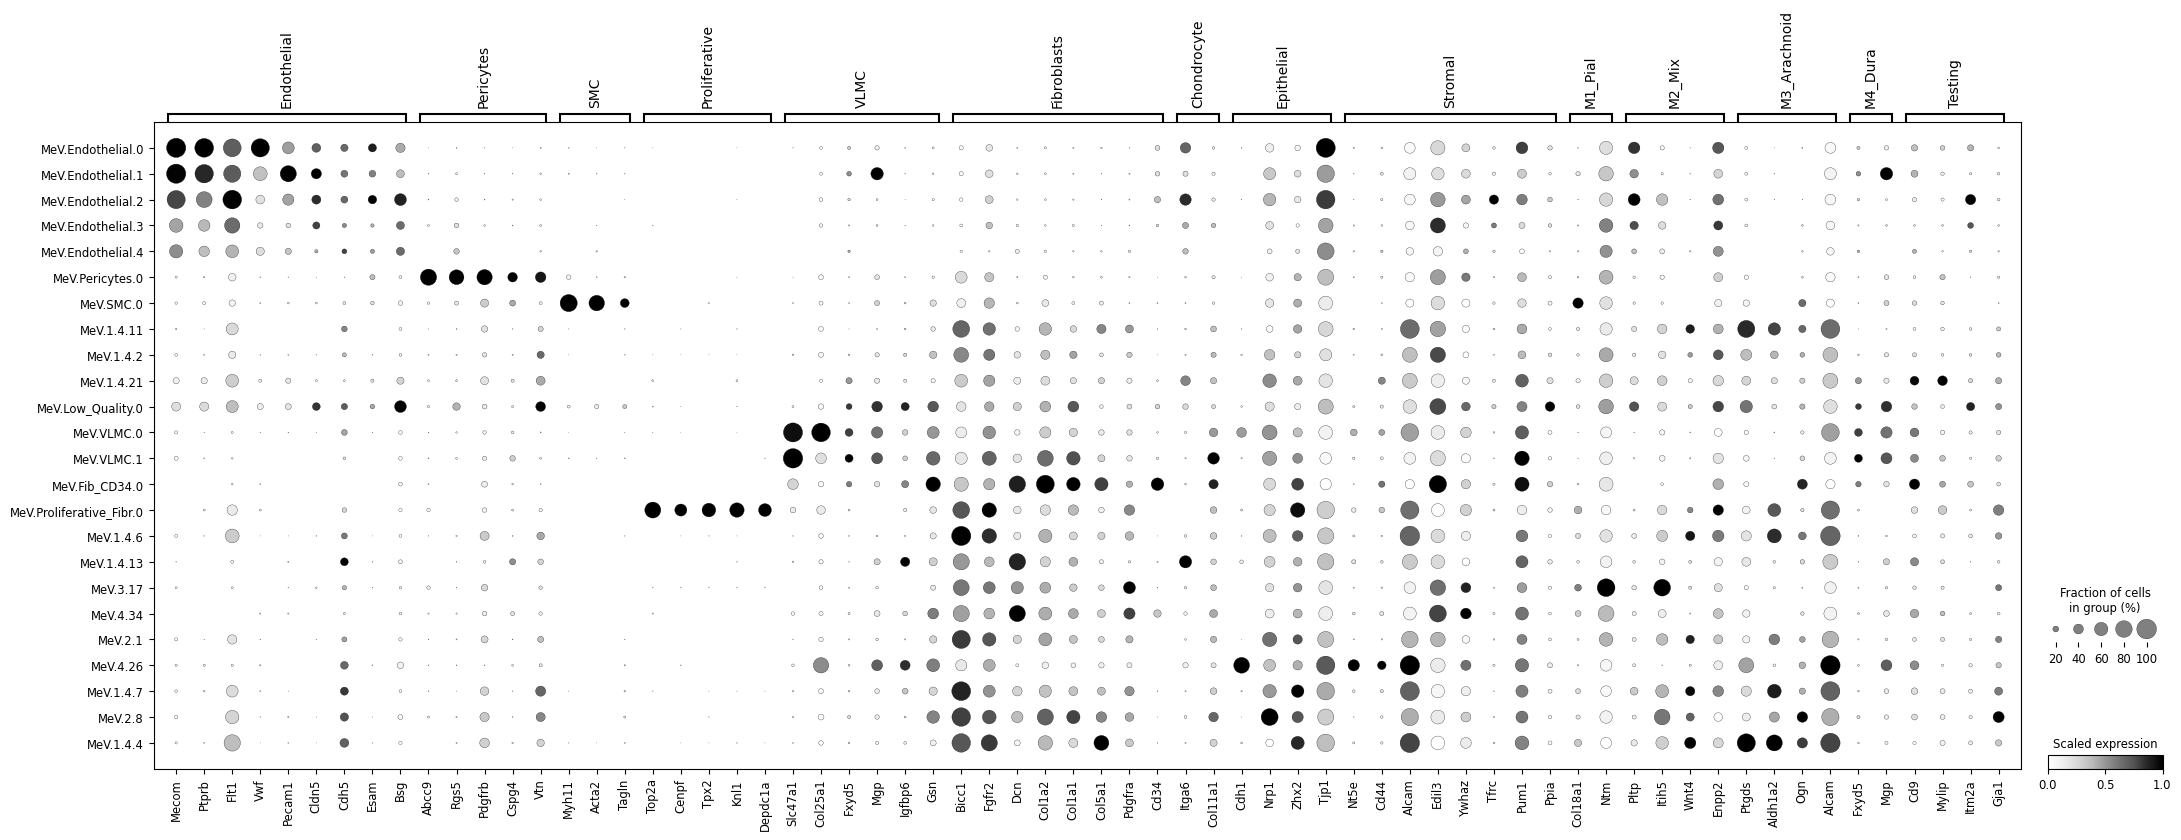 Endothelial
Pericytes
SMC
Proliferative
VLMC
Fibroblasts
Chondrocyte
Epithelial
Stromal
M1_Pial
M2_Mix
M3_Arachnoid
M4_Dura
Testing
MeV.Endothelial.0
MeV.Endothelial.1
MeV.Endothelial.2
MeV.Endothelial.3
MeV.Endothelial.4
MeV.Pericytes.0
MeV.SMC.0
MeV.1.4.11
MeV.1.4.2
MeV.1.4.21
MeV.Low_Quality.0
MeV.VLMC.0
MeV.VLMC.1
MeV.Fib_CD34.0
MeV.Proliferative_Fibr.0
MeV.1.4.6
MeV.1.4.13
MeV.3.17
MeV.4.34
MeV.2.1
MeV.4.26
MeV.1.4.7
MeV.2.8
MeV.1.4.4
Mecom
Ptprb
Flt1
Vwf
Pecam1
Cldn5
Cdh5
Esam
Bsg
Abcc9
Rgs5
Pdgfrb
Cspg4
Vtn
Myh11
Acta2
Tagln
Top2a
Cenpf
Tpx2
Knl1
Depdc1a
Slc47a1
Col25a1
Fxyd5
Mgp
Igfbp6
Gsn
Bicc1
Fgfr2
Dcn
Col1a2
Col1a1
Col5a1
Pdgfra
Cd34
Itga6
Col11a1
Cdh1
Nrp1
Zhx2
Tjp1
Nt5e
Cd44
Alcam
Edil3
Ywhaz
Tfrc
Pum1
Ppia
Col18a1
Ntm
Pltp
Itih5
Wnt4
Enpp2
Ptgds
Aldh1a2
Ogn
Alcam
Fxyd5
Mgp
Cd9
Mylip
Itm2a
Gja1
Fraction of cells
in group (%)
20 40 60 80 100
Scaled expression
0.0 0.5 1.0